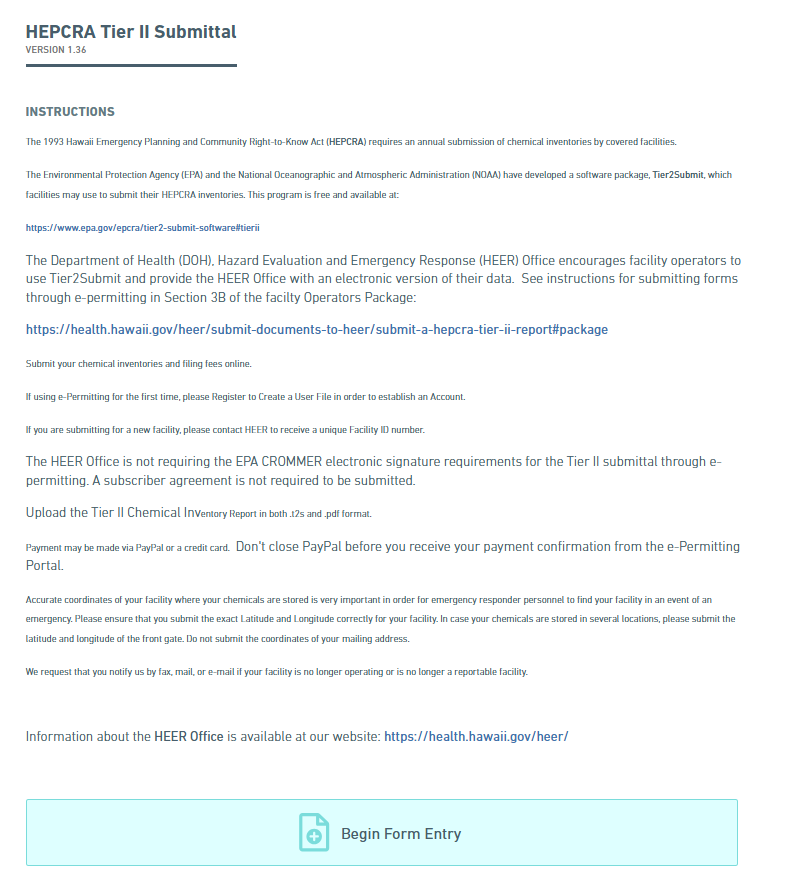 HEPCRA Tier II Submittal
VERSION 1.36
INSTRUCTIONS
The 1993 Hawaii Emergency Planning and Community Right-to-Know Act (HEPCRA) requires an annual submission of chemical inventories by covered facilities.
The Environmental Protection Agency (EPA) and the National Oceanographic and Atmospheric Administration (NOAA) have developed a software package, Tier2Submit, which
facilities may use to submit their HEPCRA inventories. This program is free and available at:
https://www.epa.gov/epcra/tier2-submit-software#tierii
The Department of Health (DOH), Hazard Evaluation and Emergency Response (HEER) Office encourages facility operators to
use Tier2Submit and provide the HEER Office with an electronic version of their data.  See instructions for submitting forms
through e-permitting in Section 3B of the facilty Operators Package:
https://health.hawaii.gov/heer/submit-documents-to-heer/submit-a-hepcra-tier-ii-report#package
Submit your chemical inventories and filing fees online.
If using e-Permitting for the first time, please Register to Create a User File in order to establish an Account.
If you are submitting for a new facility, please contact HEER to receive a unique Facility ID number.
The HEER Office is not requiring the EPA CROMMER electronic signature requirements for the Tier II submittal through e-
permitting. A subscriber agreement is not required to be submitted.
Upload the Tier II Chemical Inventory Report in both .t2s and .pdf format.
Payment may be made via PayPal or a credit card.  Don't close PayPal before you receive your payment confirmation from the e-Permitting
Portal.
Accurate coordinates of your facility where your chemicals are stored is very important in order for emergency responder personnel to find your facility in an event of an
emergency. Please ensure that you submit the exact Latitude and Longitude correctly for your facility. In case your chemicals are stored in several locations, please submit the
latitude and longitude of the front gate. Do not submit the coordinates of your mailing address.
We request that you notify us by fax, mail, or e-mail if your facility is no longer operating or is no longer a reportable facility.
Information about the HEER Office is available at our website: https://health.hawaii.gov/heer/
Begin Form Entry